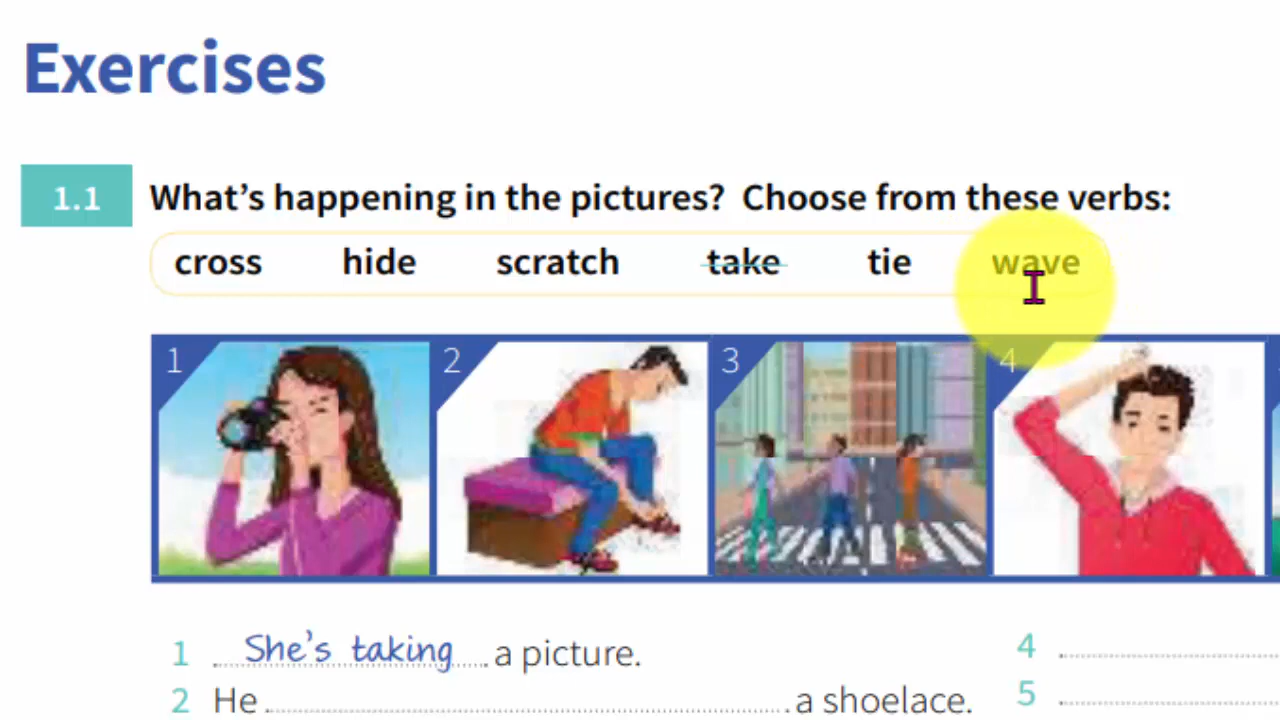 Exercises
1.1 What's happening in the pictures? Choose from these verbs:
cross hide scratch take tie wave
1 2 3 4
1 She's taking a picture.
2 He a shoelace.
4
5